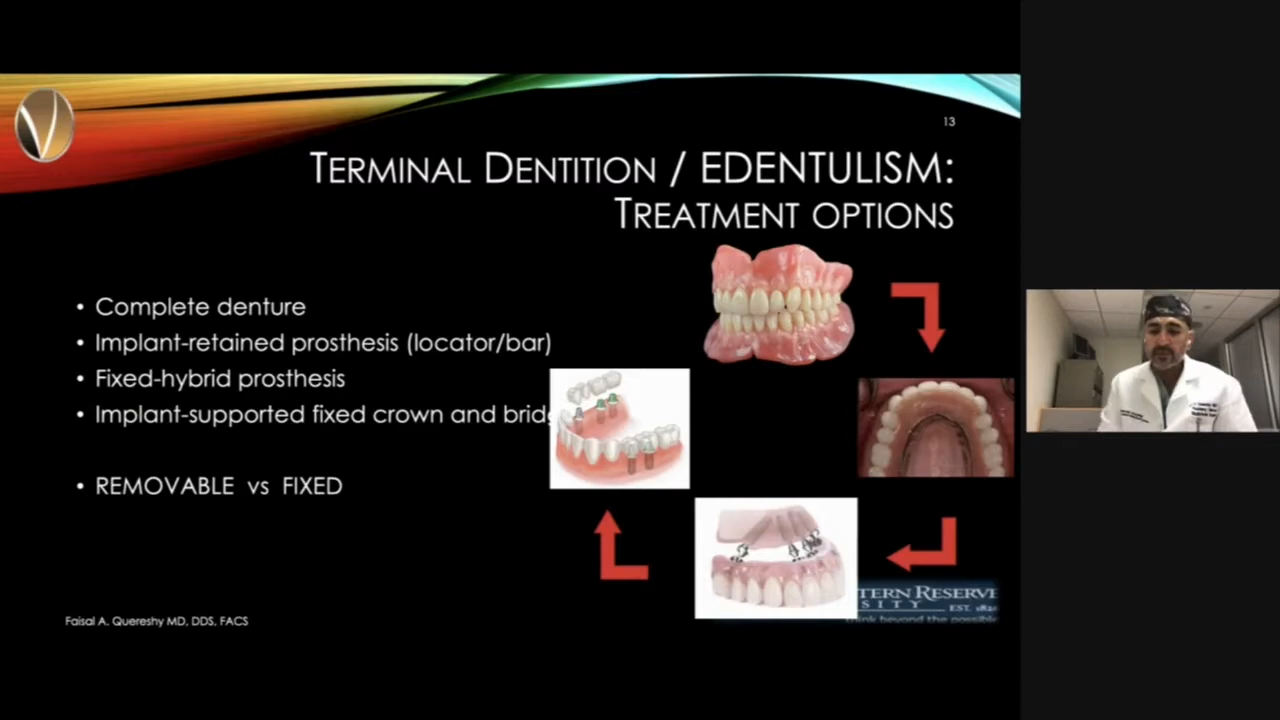 13
TERMINAL DENTITION / EDENTULISM:
TREATMENT OPTIONS
• Complete denture
• Implant-retained prosthesis (locator/bar)
• Fixed-hybrid prosthesis
• Implant-supported fixed crown and bridg
• REMOVABLE vs FIXED
TERN RESERVE
SITY EST. 1826
think beyond the possible
Faisal A. Quereshy MD, DDS, FACS